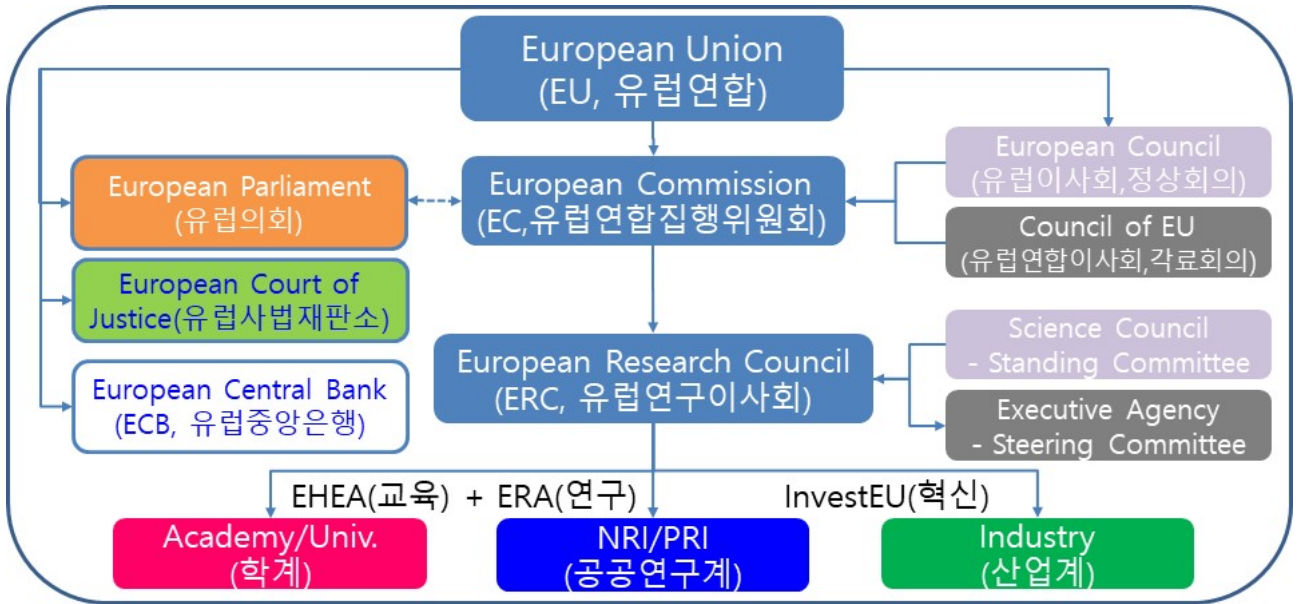 European Union
(EU, 유럽연합)
European Parliament
(유럽의회)
European Commission
(EC,유럽연합집행위원회)
European Council
(유럽이사회,정상회의)
Council of EU
(유럽연합이사회,각료회의)
European Court of
Justice(유럽사법재판소)
European Central Bank
(ECB, 유럽중앙은행)
European Research Council
(ERC, 유럽연구이사회)
Science Council
- Standing Committee
Executive Agency
- Steering Committee
EHEA(교육) + ERA(연구)
InvestEU(혁신)
Academy/Univ.
(학계)
NRI/PRI
(공공연구계)
Industry
(산업계)